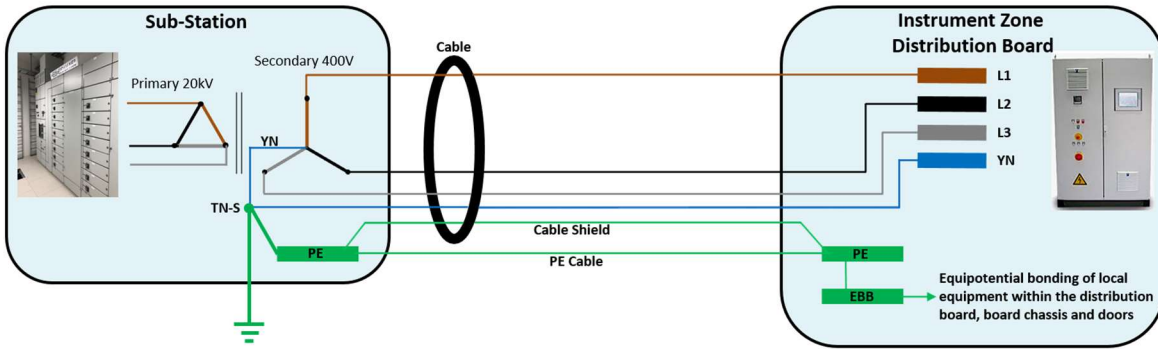 Sub-Station
Cable
Instrument Zone
Distribution Board
Primary 20kV
Secondary 400V
YN
L1
L2
L3
YN
TN-S
Cable Shield
PE
PE Cable
PE
EBB
Equipotential bonding of local
equipment within the distribution
board, board chassis and doors